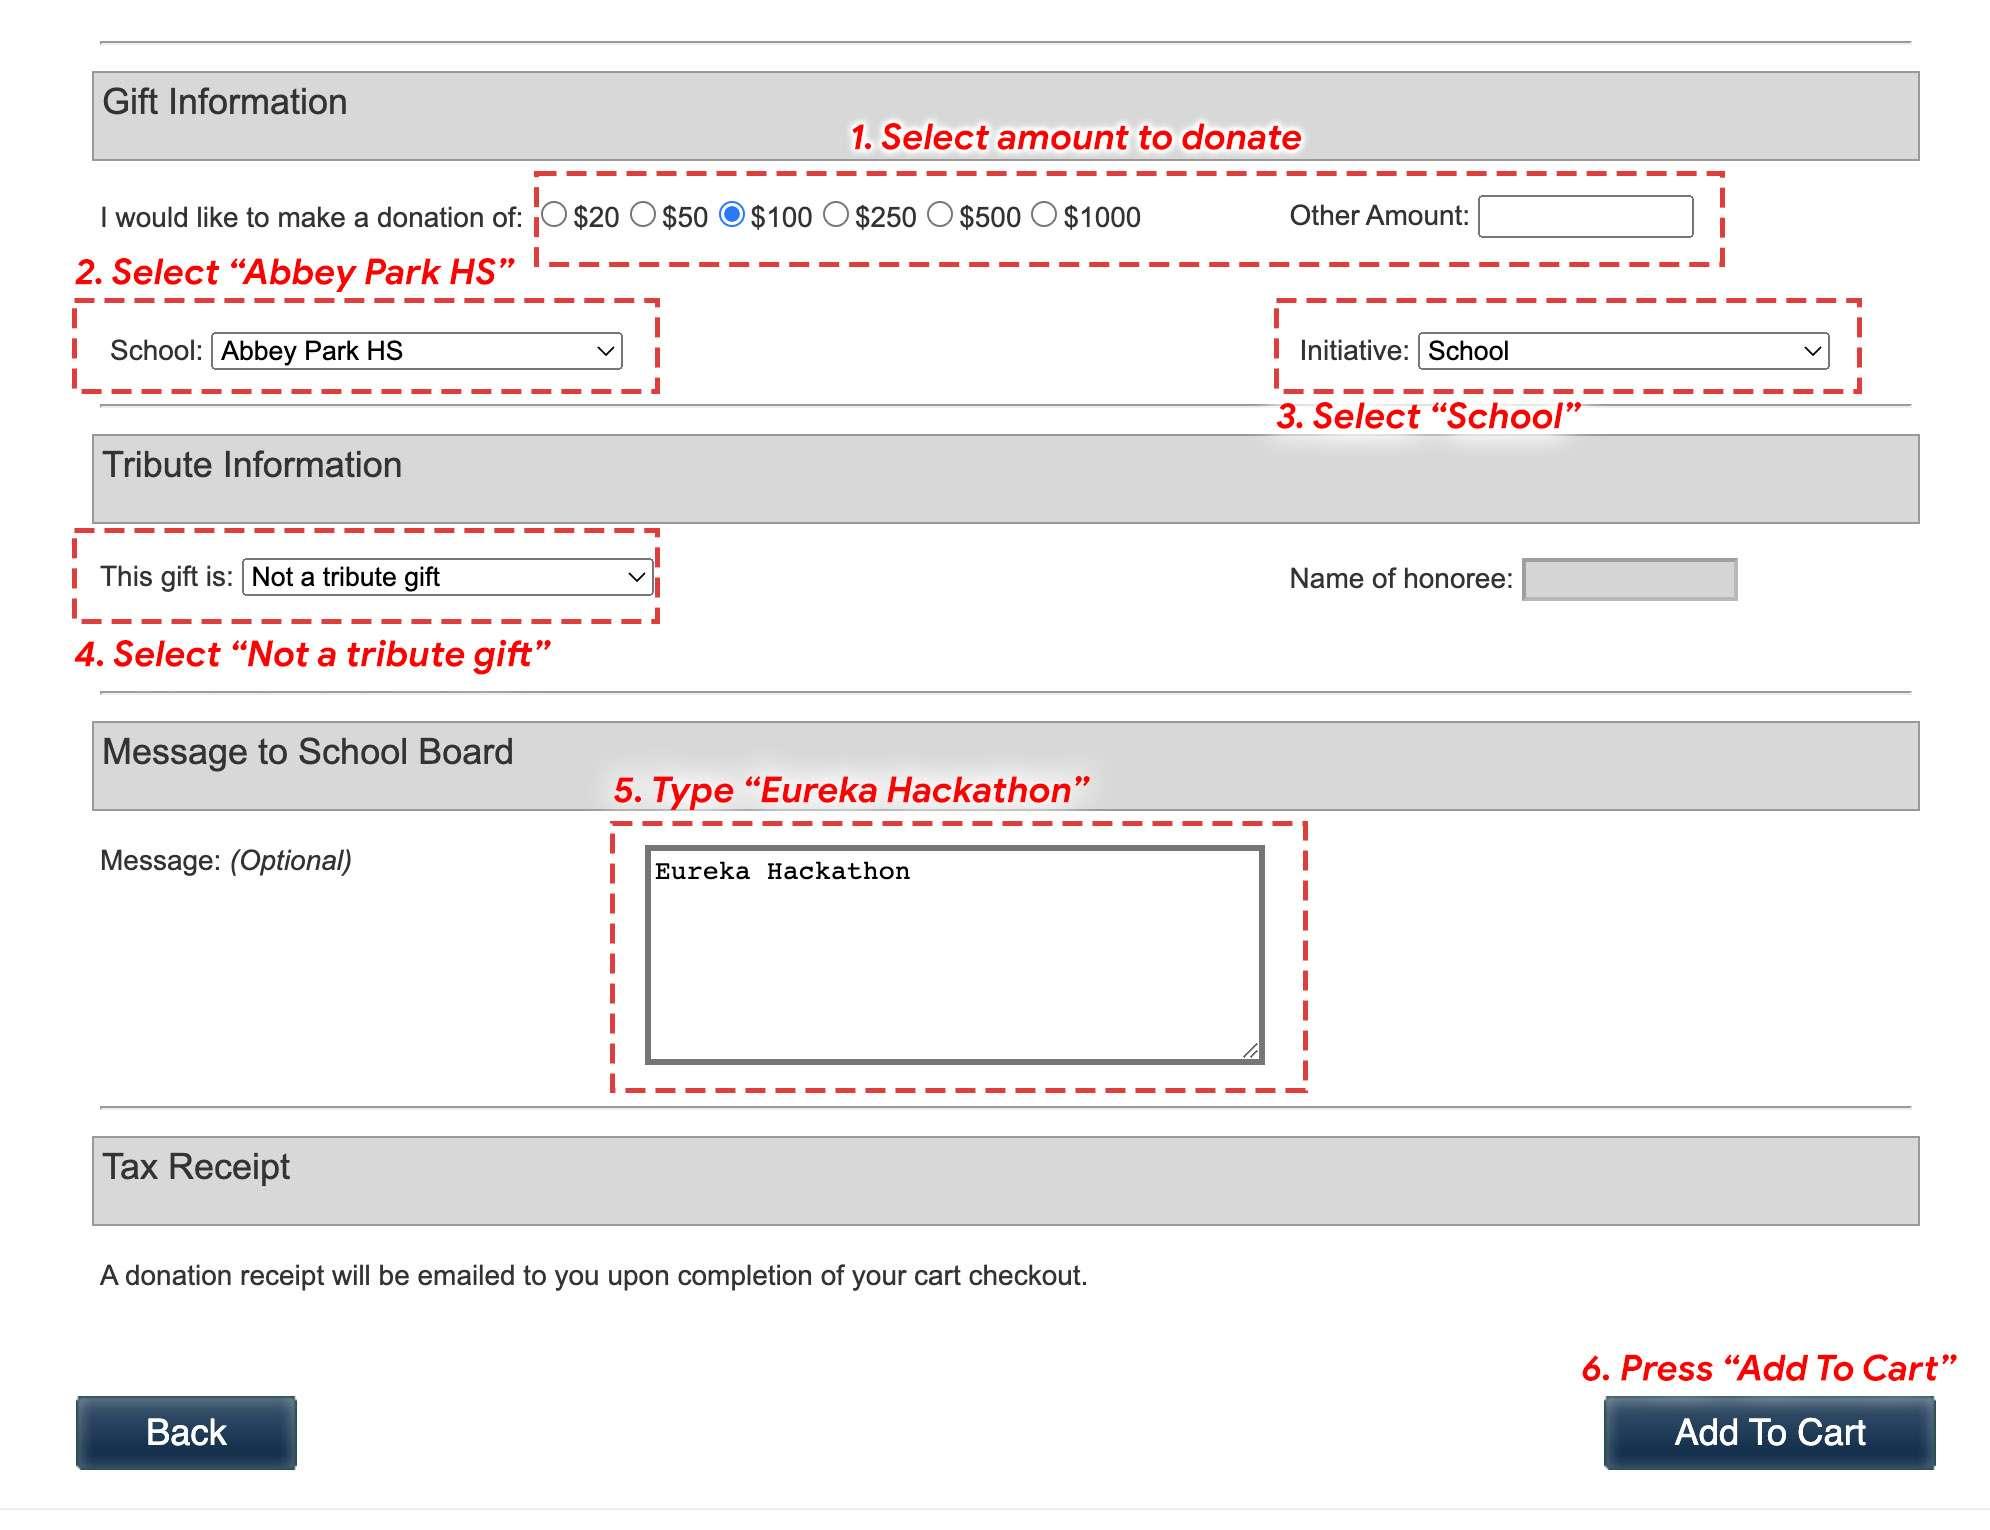 Gift Information
1. Select amount to donate
I would like to make a donation of: $20 $50 $100 $250 $500 $1000 Other Amount:
2. Select “Abbey Park HS”
School: Abbey Park HS Initiative: School
3. Select “School”
Tribute Information
This gift is: Not a tribute gift Name of honoree:
4. Select “Not a tribute gift”
Message to School Board
5. Type “Eureka Hackathon”
Message: (Optional) Eureka Hackathon
Tax Receipt
A donation receipt will be emailed to you upon completion of your cart checkout.
6. Press “Add To Cart”
Back Add To Cart